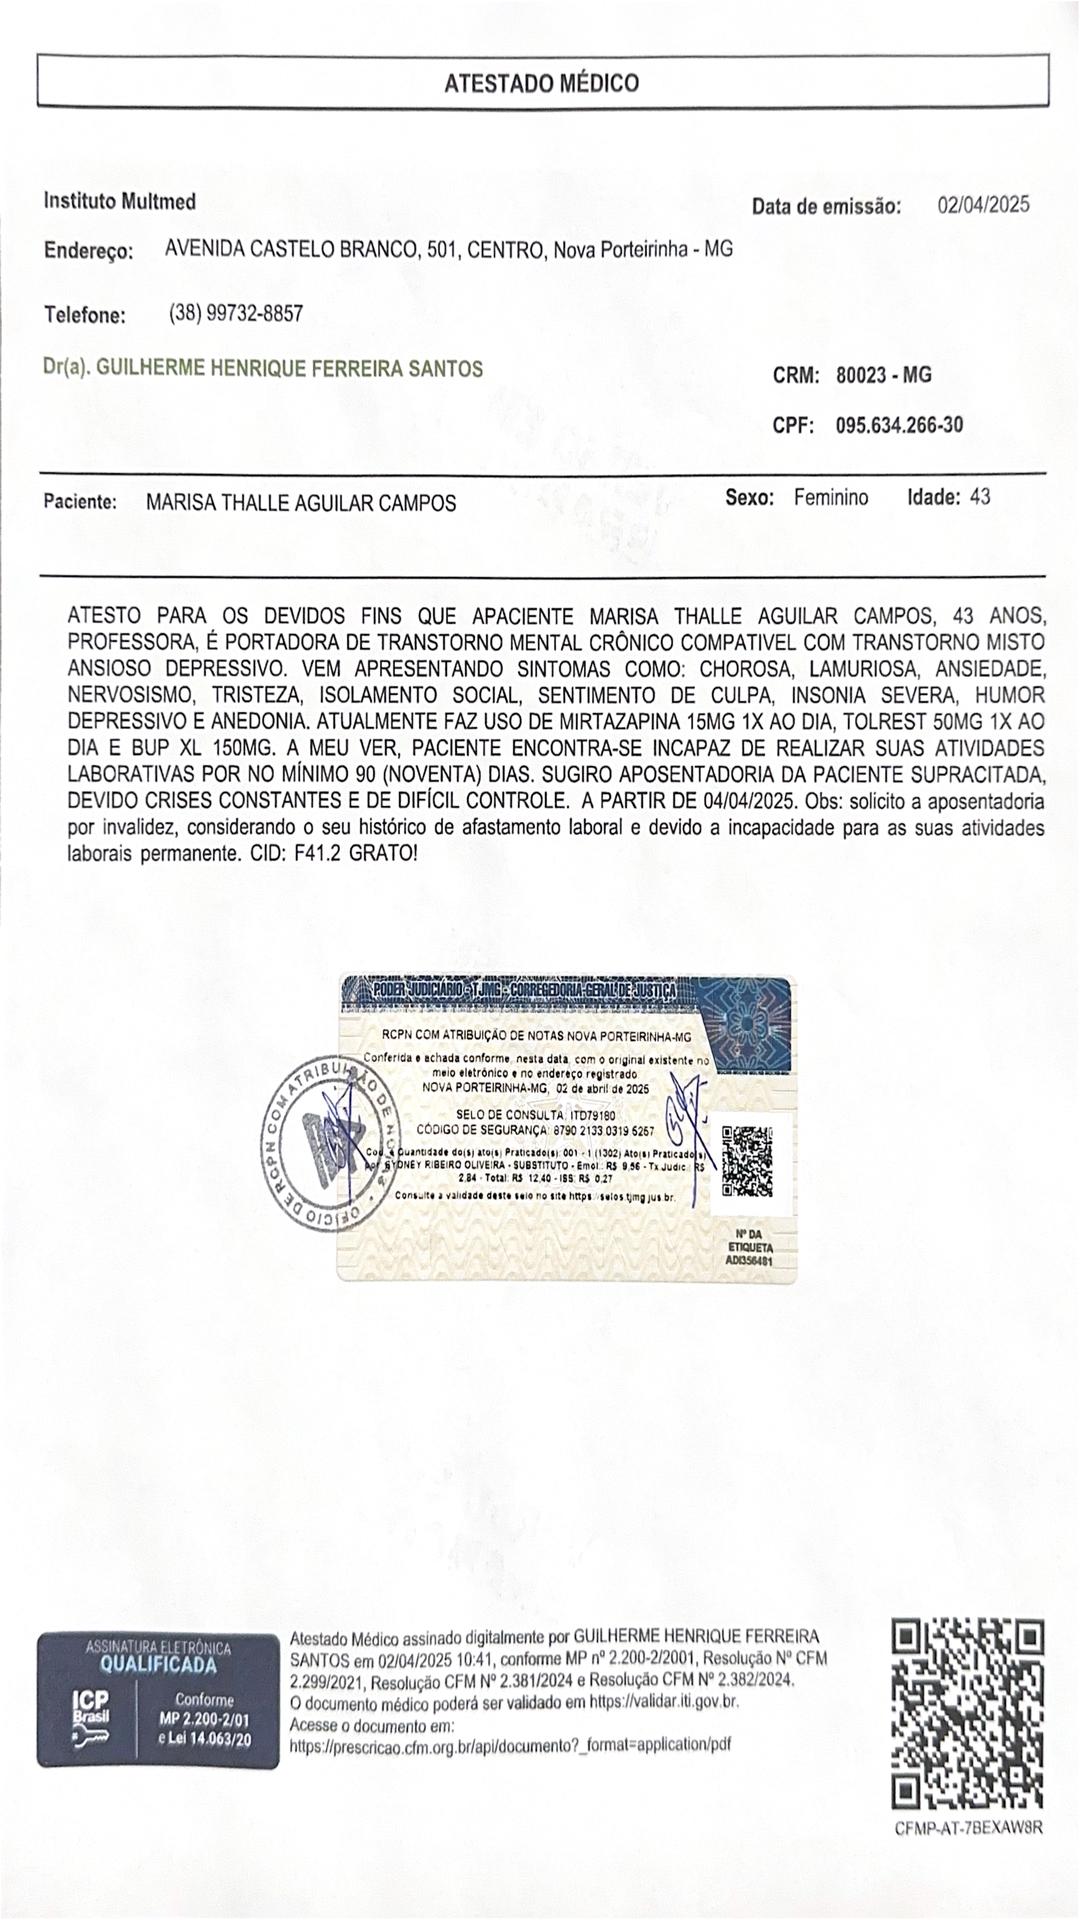 ATESTADO MÉDICO
Instituto Multmed
Data de emissão: 02/04/2025
Endereço: AVENIDA CASTELO BRANCO, 501, CENTRO, Nova Porteirinha - MG
Telefone: (38) 99732-8857
Dr(a). GUILHERME HENRIQUE FERREIRA SANTOS
CRM: 80023 - MG
CPF: 095.634.266-30
Paciente: MARISA THALLE AGUILAR CAMPOS
Sexo: Feminino Idade: 43
ATESTO PARA OS DEVIDOS FINS QUE APACIENTE MARISA THALLE AGUILAR CAMPOS, 43 ANOS,
PROFESSORA, É PORTADORA DE TRANSTORNO MENTAL CRÔNICO COMPATIVEL COM TRANSTORNO MISTO
ANSIOSO DEPRESSIVO. VEM APRESENTANDO SINTOMAS COMO: CHOROSA, LAMURIOSA, ANSIEDADE,
NERVOSISMO, TRISTEZA, ISOLAMENTO SOCIAL, SENTIMENTO DE CULPA, INSONIA SEVERA, HUMOR
DEPRESSIVO E ANEDONIA. ATUALMENTE FAZ USO DE MIRTAZAPINA 15MG 1X AO DIA, TOLREST 50MG 1X AO
DIA E BUP XL 150MG. A MEU VER, PACIENTE ENCONTRA-SE INCAPAZ DE REALIZAR SUAS ATIVIDADES
LABORATIVAS POR NO MÍNIMO 90 (NOVENTA) DIAS. SUGIRO APOSENTADORIA DA PACIENTE SUPRACITADA,
DEVIDO CRISES CONSTANTES E DE DIFÍCIL CONTROLE. A PARTIR DE 04/04/2025. Obs: solicito a aposentadoria
por invalidez, considerando o seu histórico de afastamento laboral e devido a incapacidade para as suas atividades
laborais permanente. CID: F41.2 GRATO!
PODER JUDICIÁRIO - TJMG - CORREGEDORIA-GERAL DE JUSTIÇA
RCPN COM ATRIBUIÇÃO DE NOTAS NOVA PORTEIRINHA-MG
Conferida e achada conforme, nesta data, com o original existente no
meio eletrônico e no endereço registrado
NOVA PORTEIRINHA-MG, 02 de abril de 2025
SELO DE CONSULTA: ITD79180
CÓDIGO DE SEGURANÇA: 8790 2133 0319 5257
Quantidade do(s) ato(s) Praticado(s): 001 - 1 (1302) Ato(s) Praticado(s)
por SYDNEY RIBEIRO OLIVEIRA - SUBSTITUTO - Emol.: R$ 9,56 - Tx Judic.: R$
2,84 - Total: R$ 12,40 - ISS: R$ 0,27
Consulte a validade deste selo no site https://selos.tjmg.jus.br.
Nº DA
ETIQUETA
ADI356481
OFÍCIO DE RCPN COM ATRIBUIÇÃO DE NOTAS
ASSINATURA ELETRÔNICA
QUALIFICADA
ICP
Brasil
Conforme
MP 2.200-2/01
e Lei 14.063/20
Atestado Médico assinado digitalmente por GUILHERME HENRIQUE FERREIRA
SANTOS em 02/04/2025 10:41, conforme MP nº 2.200-2/2001, Resolução Nº CFM
2.299/2021, Resolução CFM Nº 2.381/2024 e Resolução CFM Nº 2.382/2024.
O documento médico poderá ser validado em https://validar.iti.gov.br.
Acesse o documento em:
https://prescricao.cfm.org.br/api/documento?_format=application/pdf
CFMP-AT-7BEXAW8R